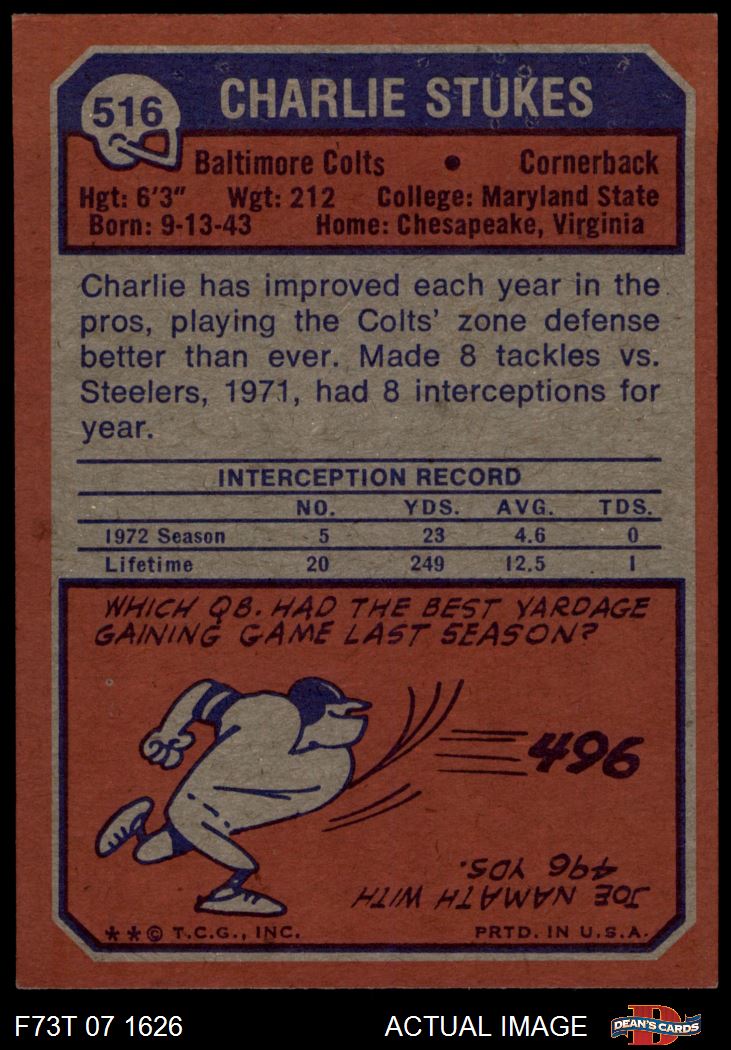 516
CHARLIE STUKES
Baltimore Colts • Cornerback
Hgt: 6'3" Wgt: 212 College: Maryland State
Born: 9-13-43 Home: Chesapeake, Virginia
Charlie has improved each year in the
pros, playing the Colts' zone defense
better than ever. Made 8 tackles vs.
Steelers, 1971, had 8 interceptions for
year.
INTERCEPTION RECORD
NO. YDS. AVG. TDS.
1972 Season 5 23 4.6 0
Lifetime 20 249 12.5 1
WHICH QB. HAD THE BEST YARDAGE
GAINING GAME LAST SEASON?
496
JOE NAMATH WITH
496 YDS.
**© T.C.G., INC. PRTD. IN U.S.A.
F73T 07 1626 ACTUAL IMAGE
D
DEAN'S CARDS